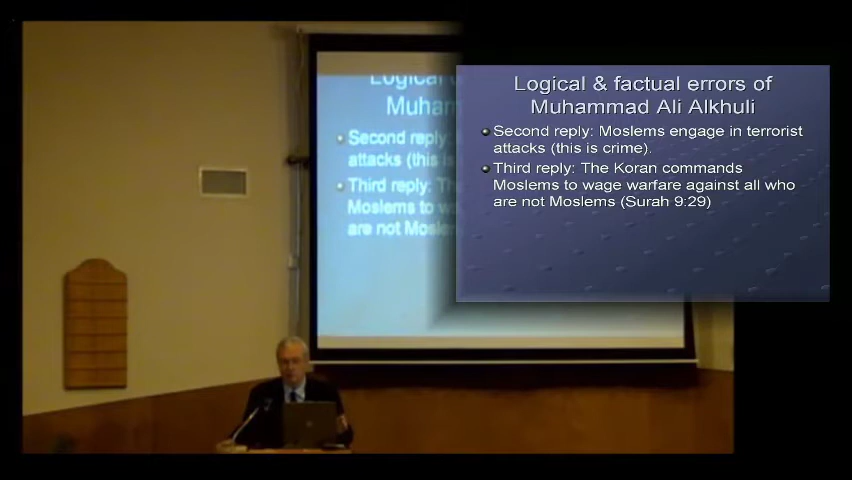 Logical & factual errors of
Muhammad Ali Alkhuli
Second reply: Moslems engage in terrorist
attacks (this is crime).
Third reply: The Koran commands
Moslems to wage warfare against all who
are not Moslems (Surah 9:29)
Logical
Muham
Second reply:
attacks (this is
Third reply: Th
Moslems to w
are not Mosle